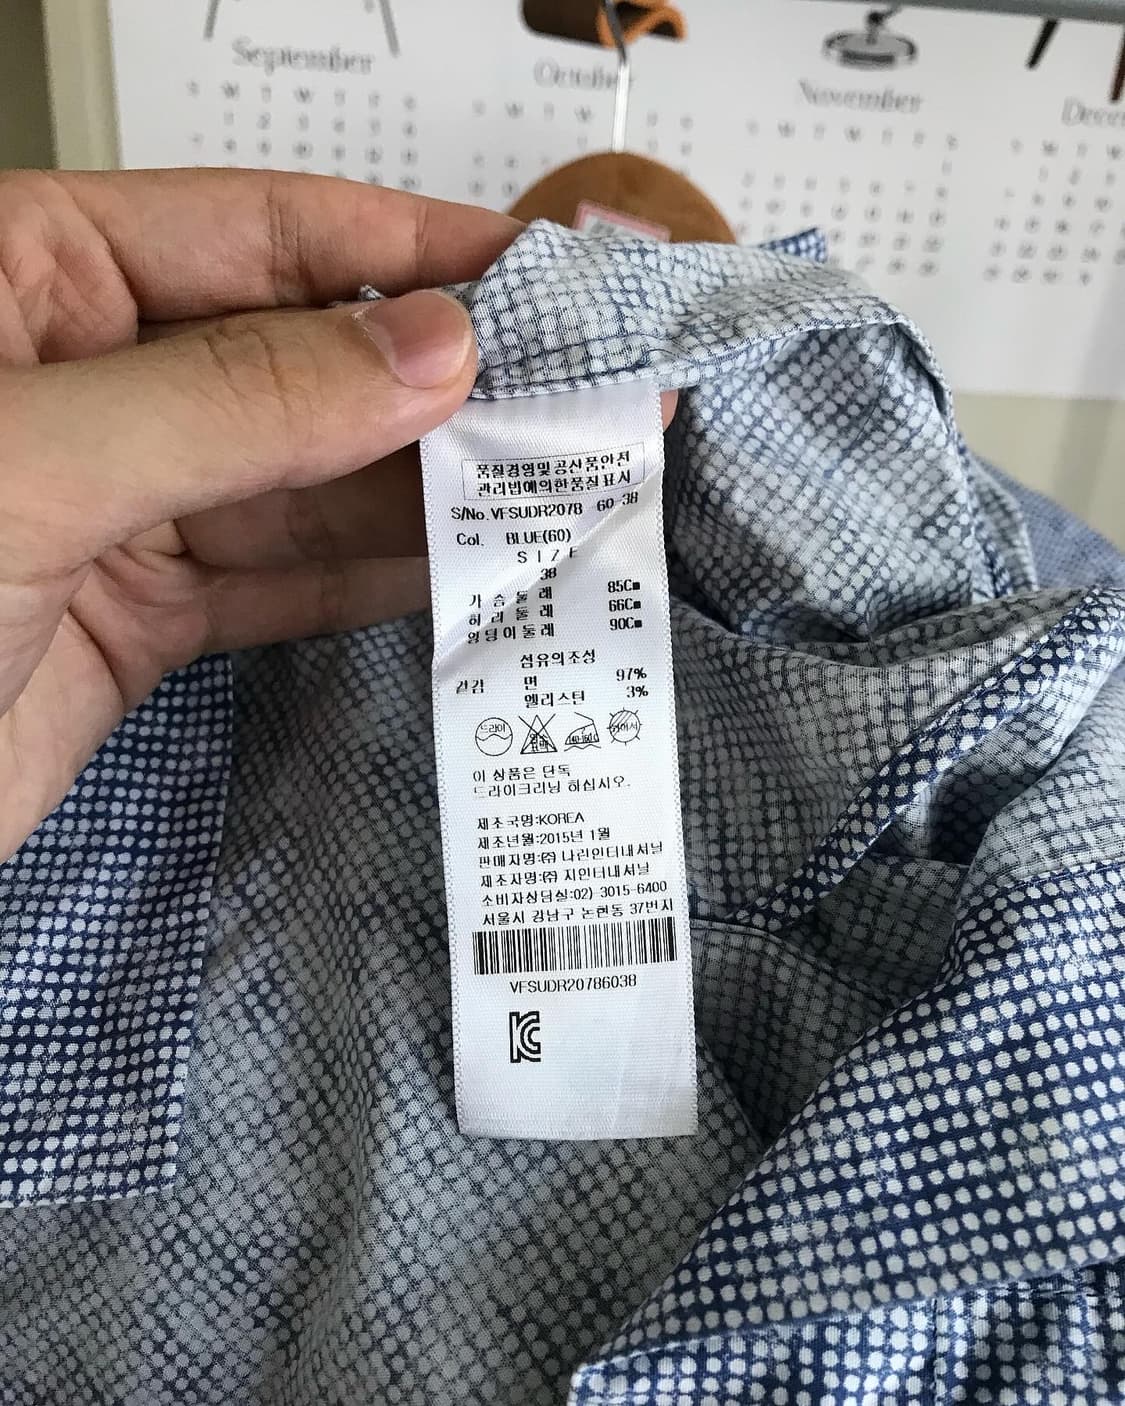 September
October
November
S M T W T F S
품질경영및공산품안전
관리법에의한품질표시
S/No.VFSUDR2078 60-38
Col. BLUE(60)
SIZE
38
가슴둘레 85Cm
허리둘레 66Cm
엉덩이둘레 90Cm
섬유의조성
겉감 면 97%
엘리스틴 3%
드라이
이 상품은 단독
드라이크리닝 하십시오.
제조국명:KOREA
제조년월:2015년 1월
판매자명:㈜ 나린인터내셔날
제조자명:㈜ 지인터내셔날
소비자상담실:02)-3015-6400
서울시 강남구 논현동 37번지
VFSUDR20786038
KC